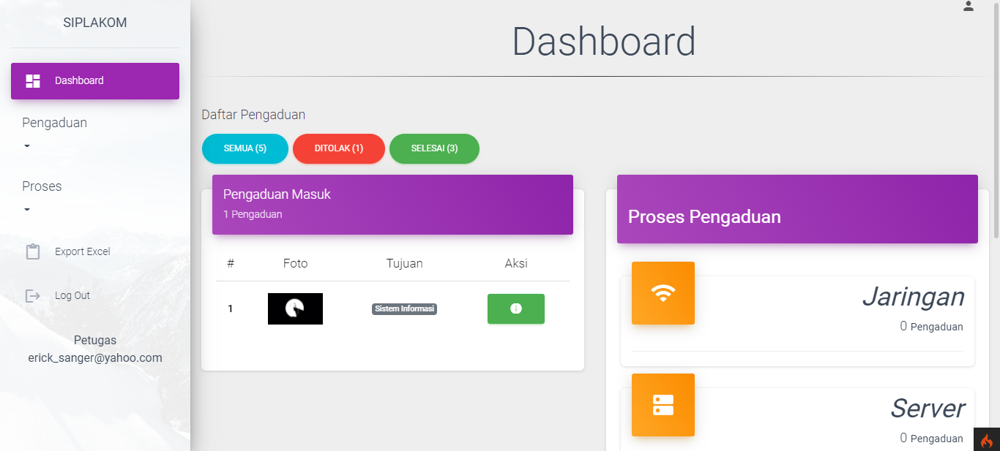 SIPLAKOM
Dashboard
Pengaduan
Proses
Export Excel
Log Out
Petugas
erick_sanger@yahoo.com
Dashboard
Daftar Pengaduan
SEMUA (5)
DITOLAK (1)
SELESAI (3)
Pengaduan Masuk
1 Pengaduan
# Foto Tujuan Aksi
1 Sistem Informasi
Proses Pengaduan
Jaringan
0 Pengaduan
Server
0 Pengaduan